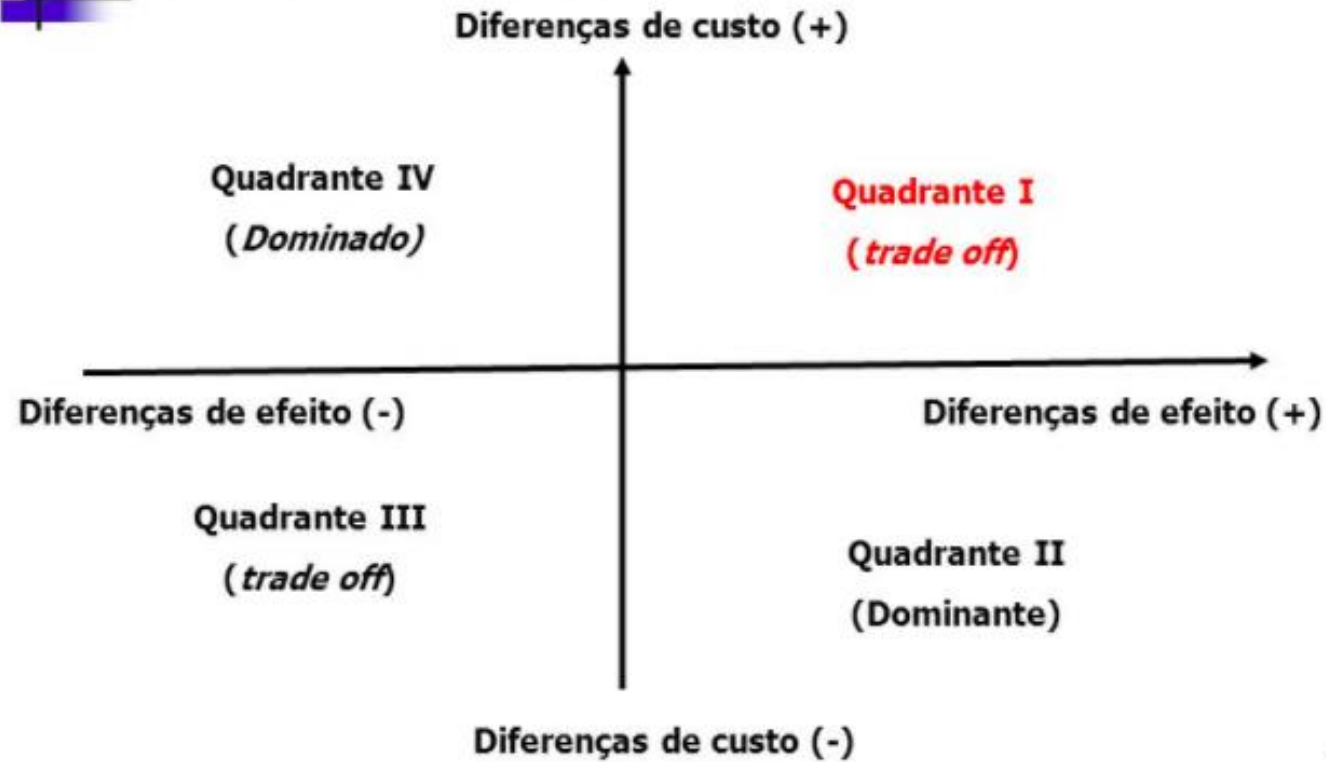 Diferenças de custo (+)
Quadrante IV
(Dominado)
Quadrante I
(trade off)
Diferenças de efeito (-)
Diferenças de efeito (+)
Quadrante III
(trade off)
Quadrante II
(Dominante)
Diferenças de custo (-)